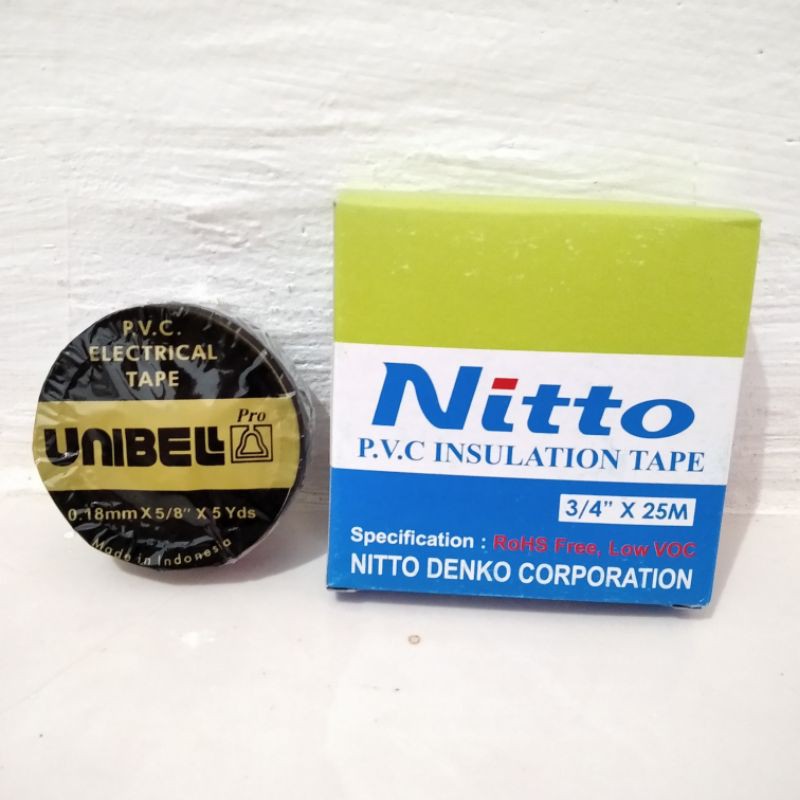 P.V.C.
ELECTRICAL
TAPE
UNIBELL Pro
0.18mm X 5/8" X 5 Yds
Made in Indonesia
Nitto
P.V.C INSULATION TAPE
3/4" X 25M
Specification : RoHS Free, Low VOC
NITTO DENKO CORPORATION